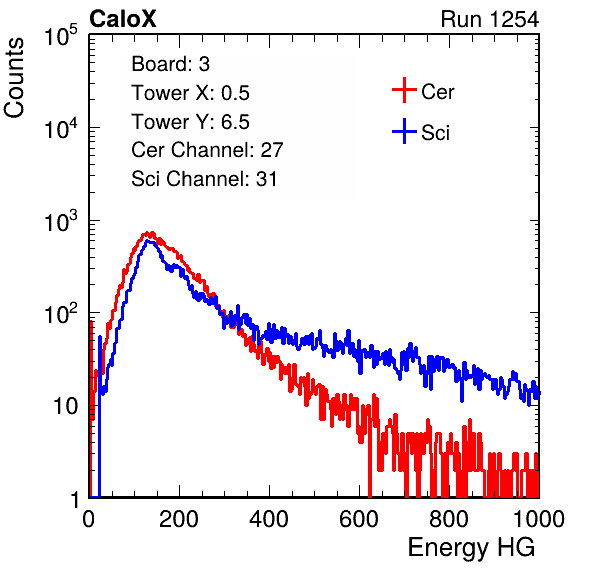 CaloX Run 1254
Counts
10^5
10^4
10^3
10^2
10
1
Board: 3
Tower X: 0.5
Tower Y: 6.5
Cer Channel: 27
Sci Channel: 31
Cer
Sci
0 200 400 600 800 1000
Energy HG